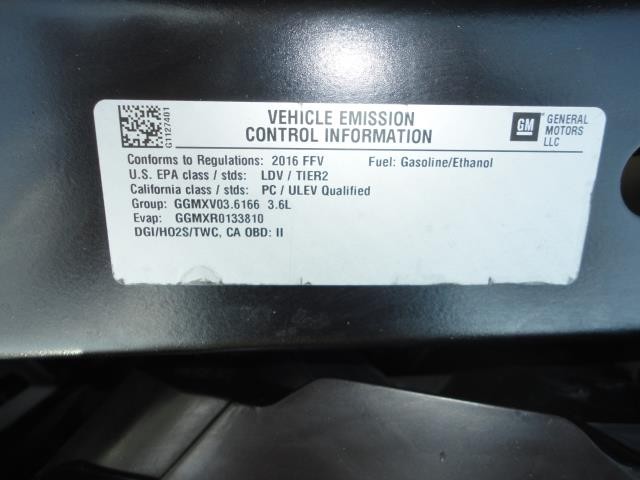 G1127401
VEHICLE EMISSION
CONTROL INFORMATION
GM GENERAL
MOTORS
LLC
Conforms to Regulations: 2016 FFV Fuel: Gasoline/Ethanol
U.S. EPA class / stds: LDV / TIER2
California class / stds: PC / ULEV Qualified
Group: GGMXV03.6166 3.6L
Evap: GGMXR0133810
DGI/HO2S/TWC, CA OBD: II